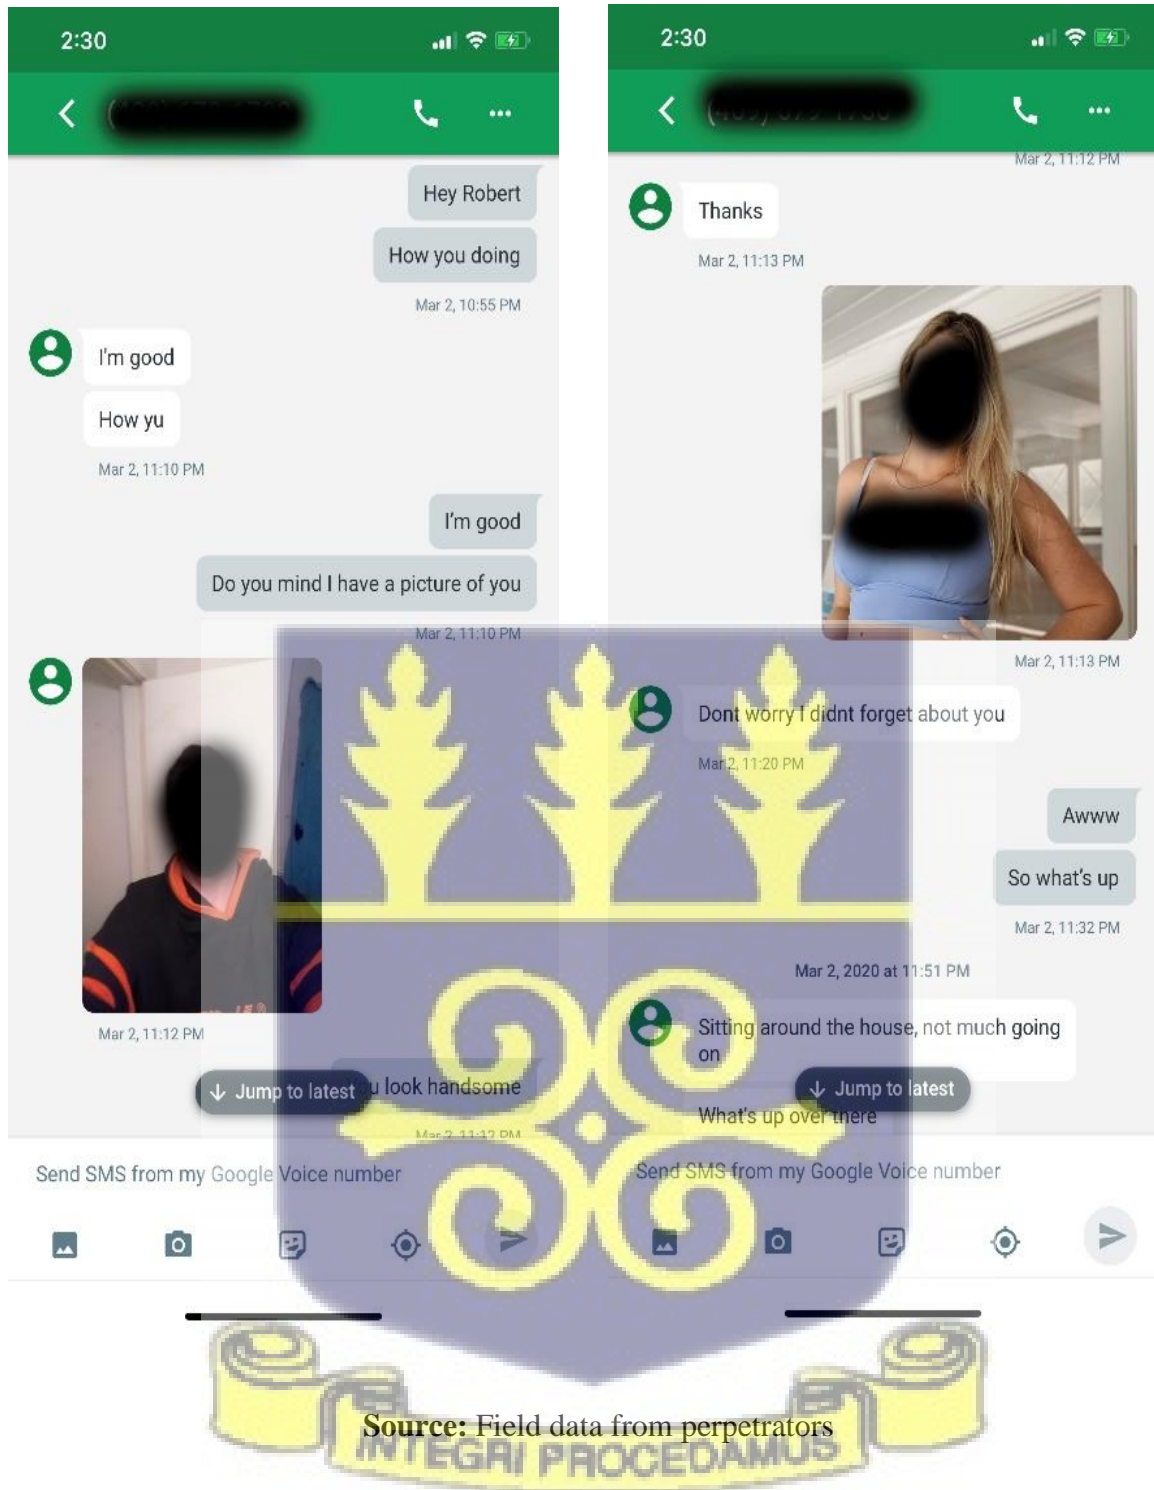 2:30
Hey Robert
How you doing
Mar 2, 10:55 PM
I'm good
How yu
Mar 2, 11:10 PM
I'm good
Do you mind I have a picture of you
Mar 2, 11:10 PM
Mar 2, 11:12 PM
look handsome
Jump to latest
Mar 2, 11:12 PM
Send SMS from my Google Voice number
2:30
Mar 2, 11:12 PM
Thanks
Mar 2, 11:13 PM
Mar 2, 11:13 PM
Dont worry I didnt forget about you
Mar 2, 11:20 PM
Awww
So what's up
Mar 2, 11:32 PM
Mar 2, 2020 at 11:51 PM
Sitting around the house, not much going
on
Jump to latest
What's up over there
Send SMS from my Google Voice number
Source: Field data from perpetrators
INTEGRI PROCEDAMUS